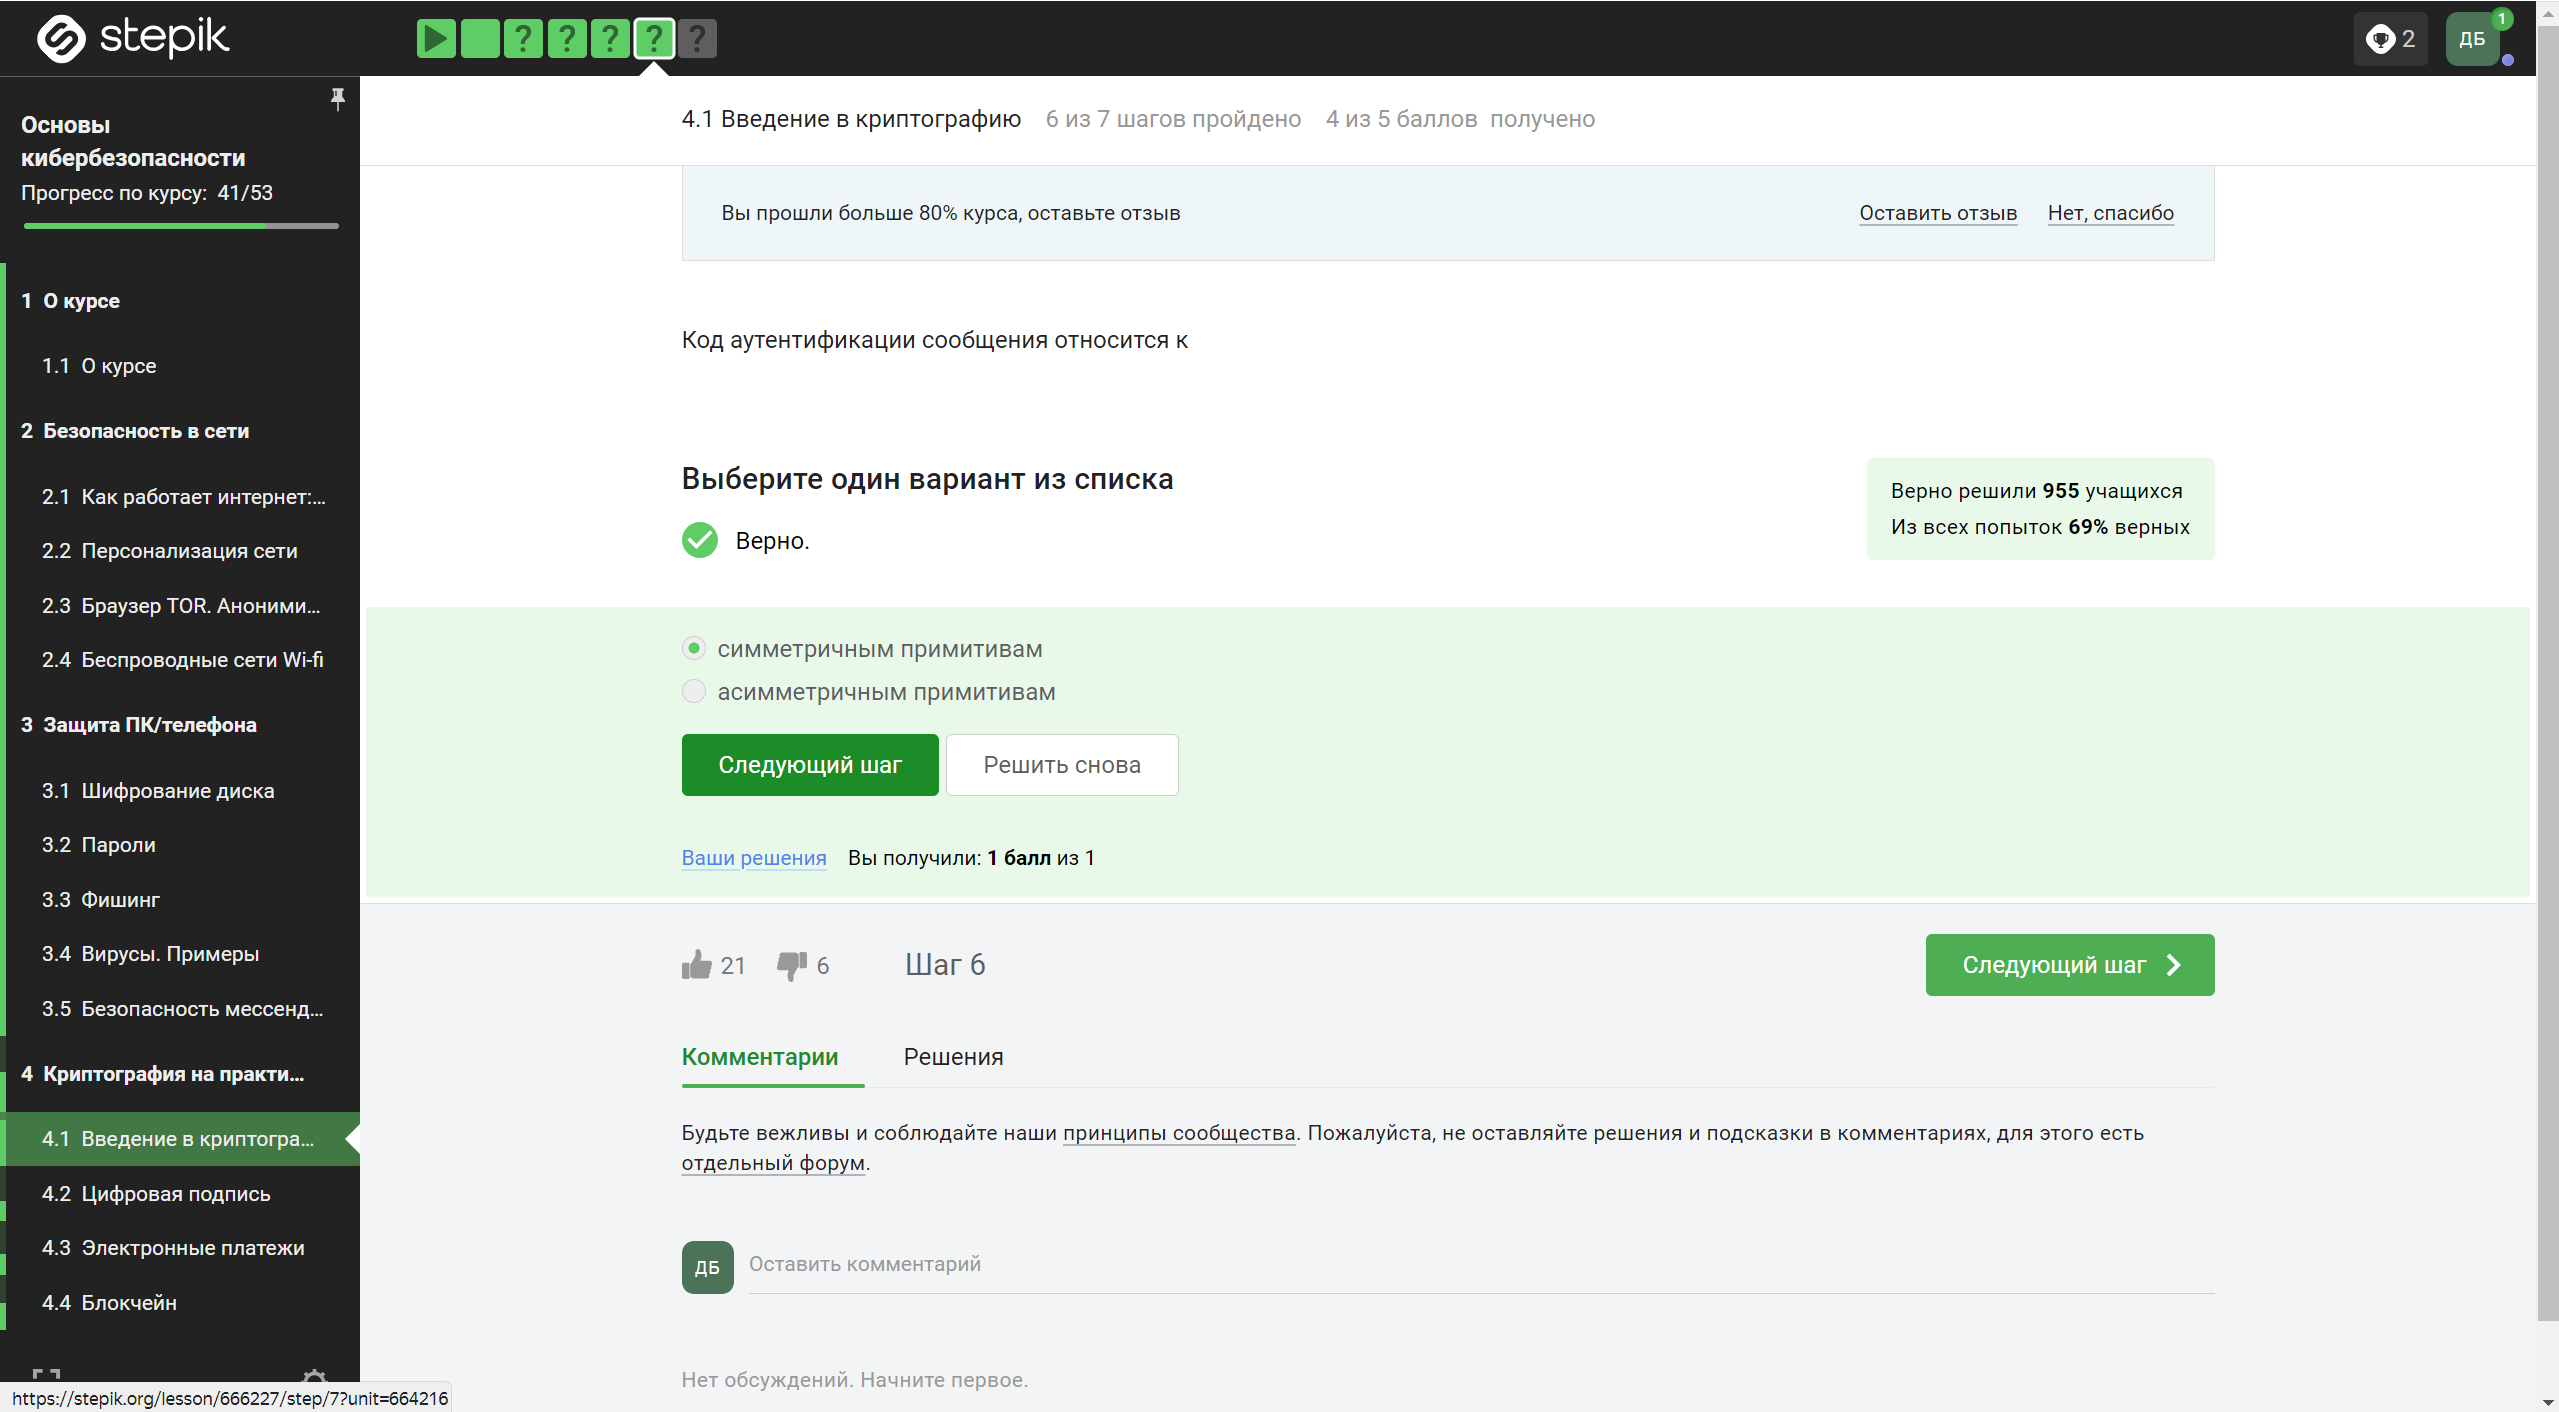 stepik
? ? ? ? ?
2
ДБ
1
Основы
кибербезопасности
Прогресс по курсу: 41/53
1 О курсе
1.1 О курсе
2 Безопасность в сети
2.1 Как работает интернет:...
2.2 Персонализация сети
2.3 Браузер TOR. Аноними...
2.4 Беспроводные сети Wi-fi
3 Защита ПК/телефона
3.1 Шифрование диска
3.2 Пароли
3.3 Фишинг
3.4 Вирусы. Примеры
3.5 Безопасность мессенд...
4 Криптография на практи...
4.1 Введение в криптогра...
4.2 Цифровая подпись
4.3 Электронные платежи
4.4 Блокчейн
4.1 Введение в криптографию 6 из 7 шагов пройдено 4 из 5 баллов получено
Вы прошли больше 80% курса, оставьте отзыв Оставить отзыв Нет, спасибо
Код аутентификации сообщения относится к
Выберите один вариант из списка
Верно.
Верно решили 955 учащихся
Из всех попыток 69% верных
симметричным примитивам
асимметричным примитивам
Следующий шаг Решить снова
Ваши решения Вы получили: 1 балл из 1
21 6 Шаг 6 Следующий шаг
Комментарии Решения
Будьте вежливы и соблюдайте наши принципы сообщества. Пожалуйста, не оставляйте решения и подсказки в комментариях, для этого есть
отдельный форум.
ДБ Оставить комментарий
Нет обсуждений. Начните первое.
https://stepik.org/lesson/666227/step/7?unit=664216